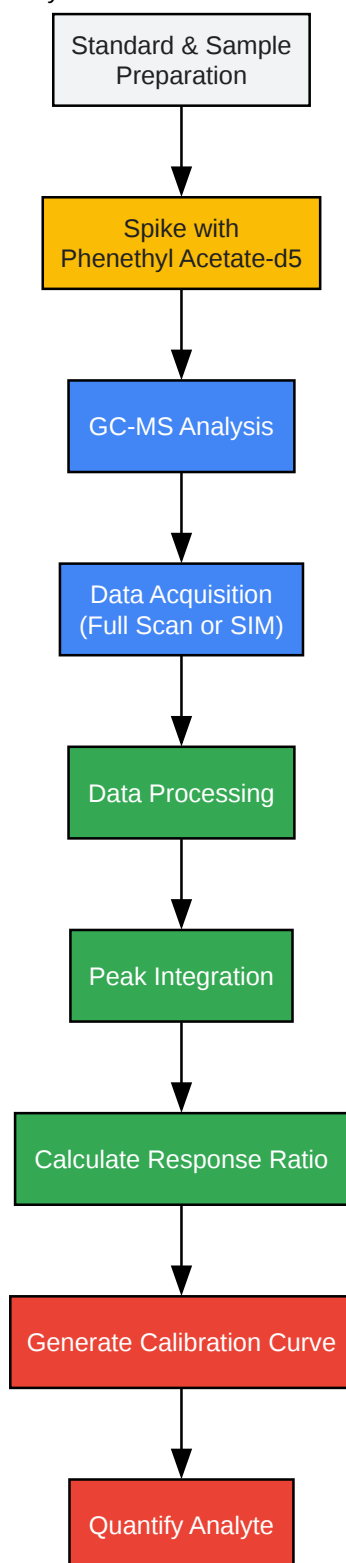 Standard & Sample
Preparation
Spike with
Phenethyl Acetate-d5
GC-MS Analysis
Data Acquisition
(Full Scan or SIM)
Data Processing
Peak Integration
Calculate Response Ratio
Generate Calibration Curve
Quantify Analyte